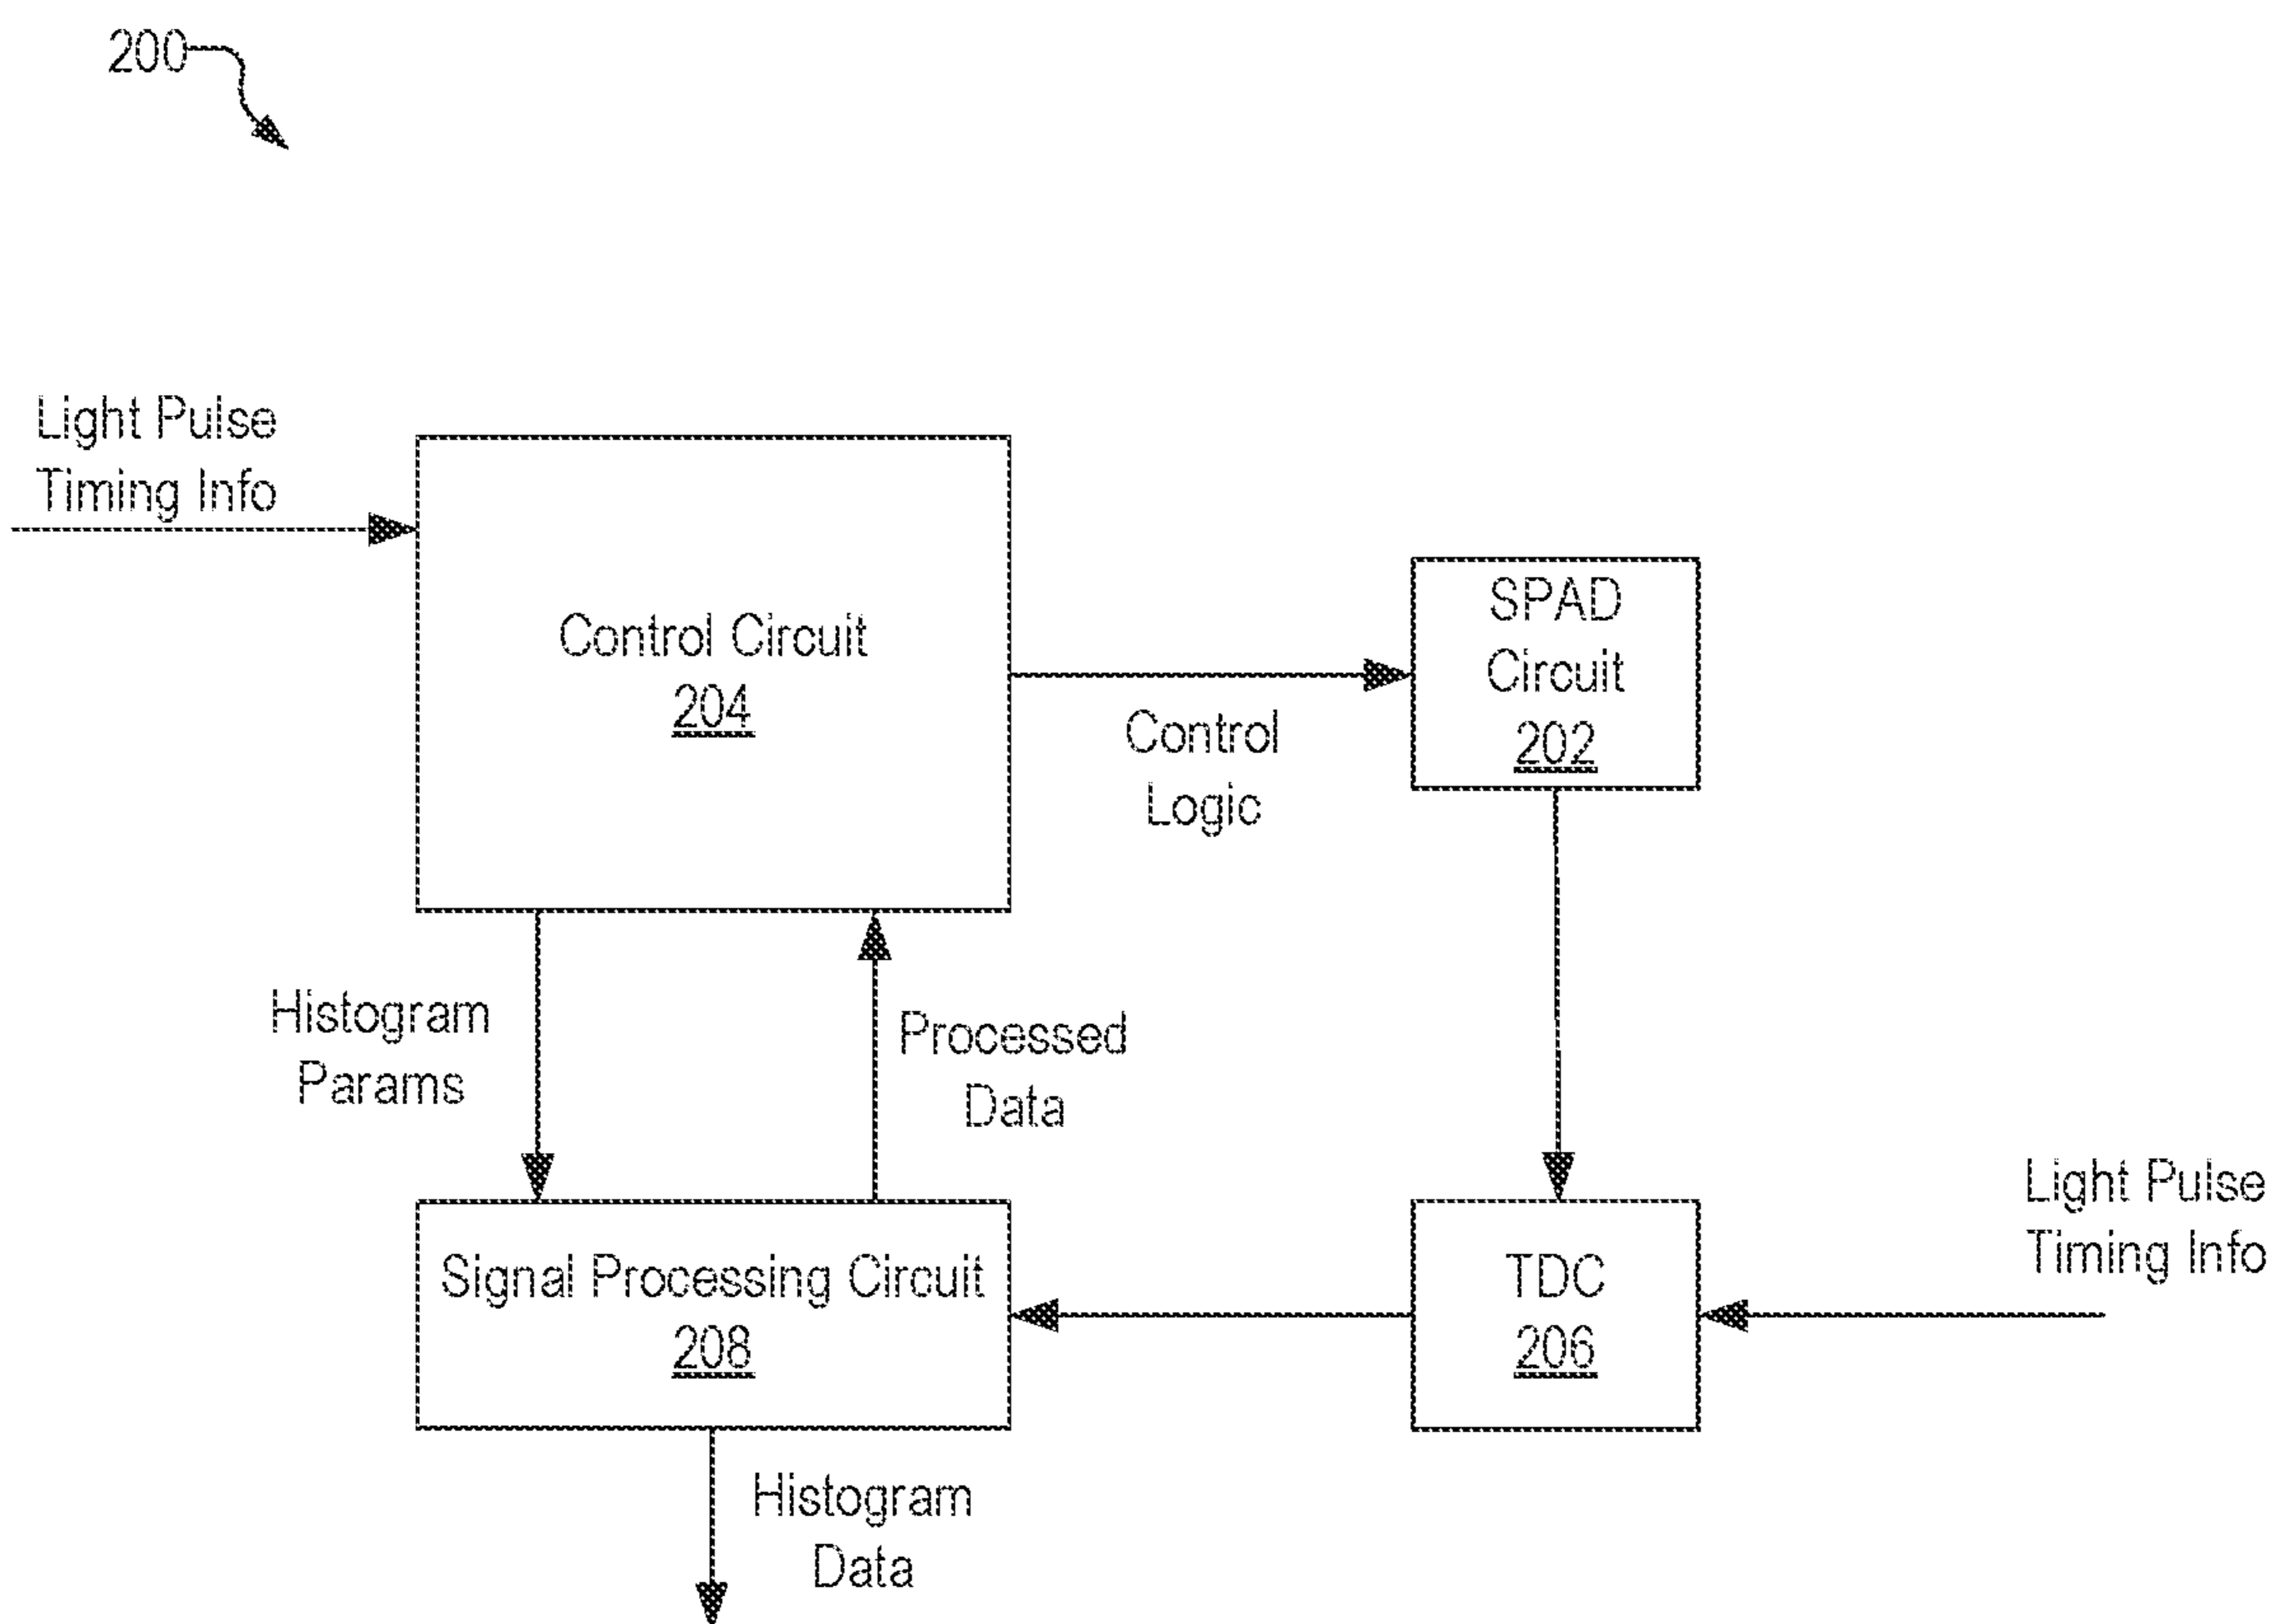 200
Light Pulse
Timing Info
Control Circuit
204
SPAD
Circuit
202
Control
Logic
Histogram
Params
Processed
Data
Light Pulse
Timing Info
Signal Processing Circuit
208
TDC
206
Histogram
Data